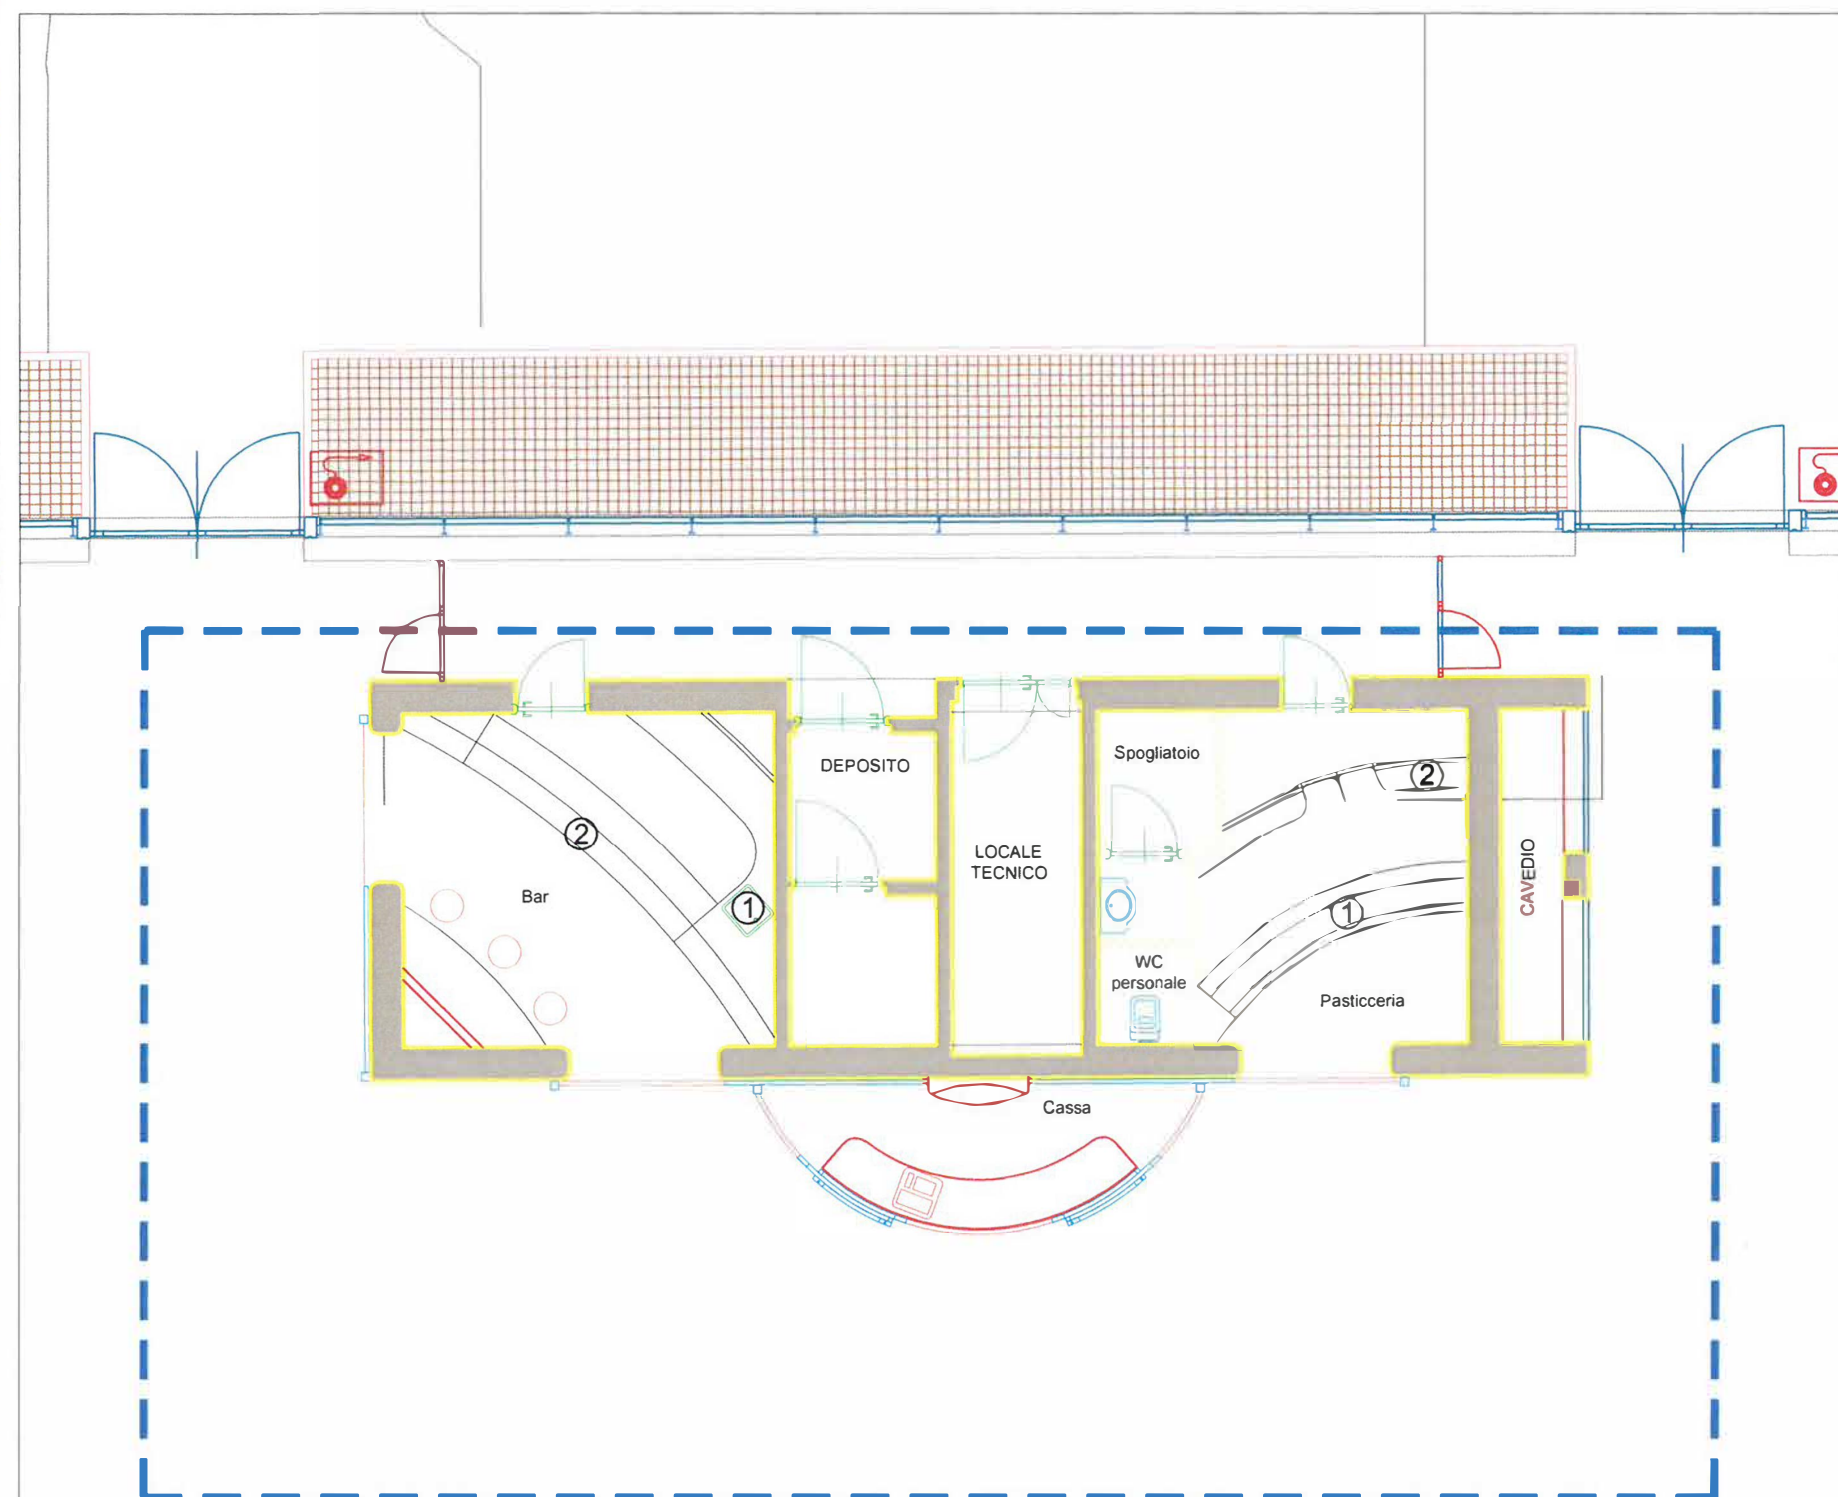 DEPOSITO
Spogliatoio
2
2
LOCALE
TECNICO
CAVEDIO
Bar
1
1
WC
personale
Pasticceria
Cassa